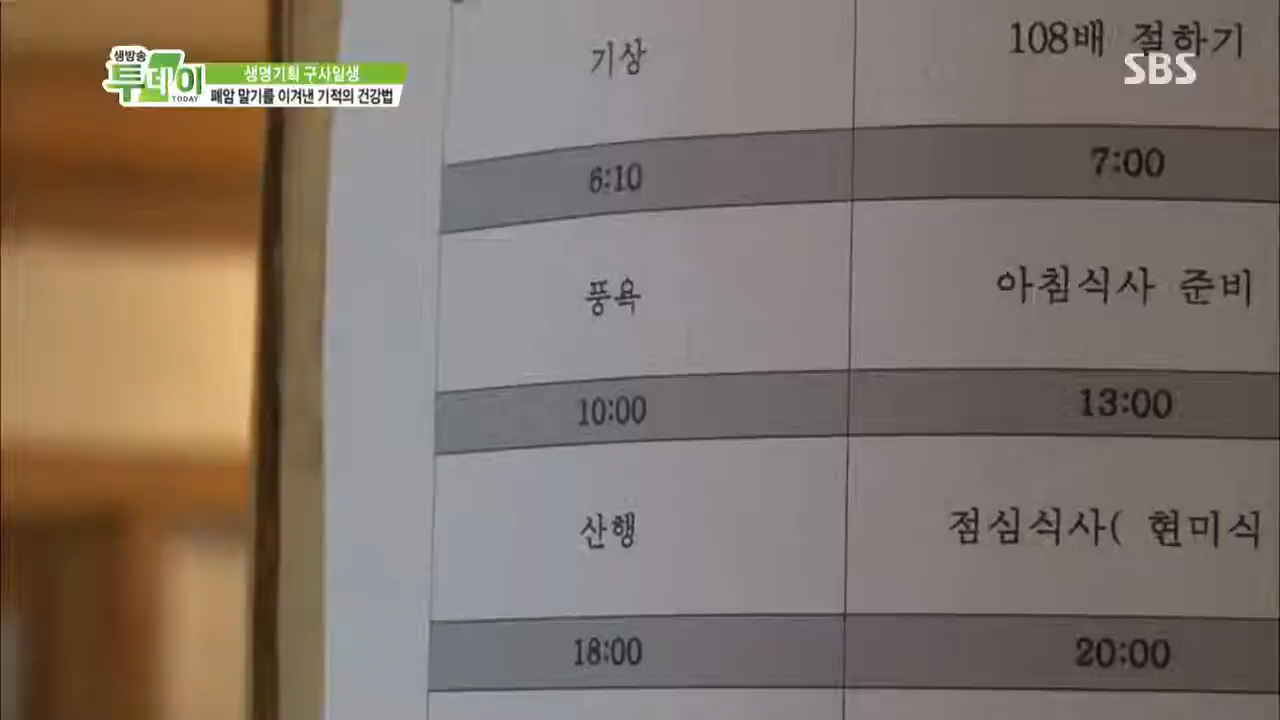 생방송
투데이
TODAY
생명기획 구사일생
폐암 말기를 이겨낸 기적의 건강법
SBS
기상 108배 절하기
6:10 7:00
풍욕 아침식사 준비
10:00 13:00
산행 점심식사( 현미식
18:00 20:00